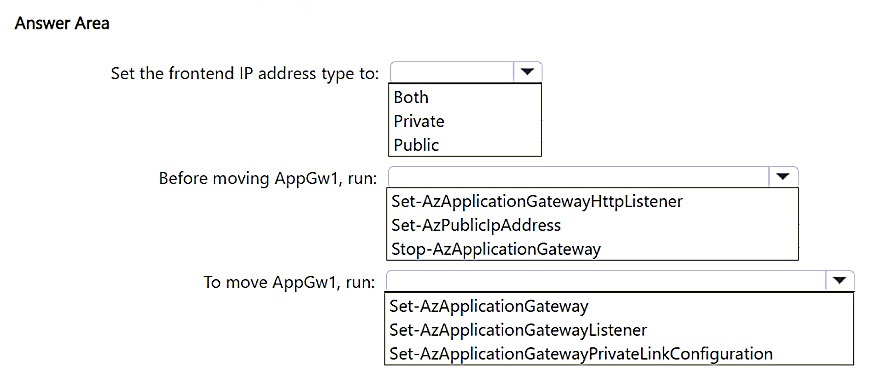 Answer Area
Set the frontend IP address type to:
Both
Private
Public
Before moving AppGw1, run:
Set-AzApplicationGatewayHttpListener
Set-AzPublicIpAddress
Stop-AzApplicationGateway
To move AppGw1, run:
Set-AzApplicationGateway
Set-AzApplicationGatewayListener
Set-AzApplicationGatewayPrivateLinkConfiguration